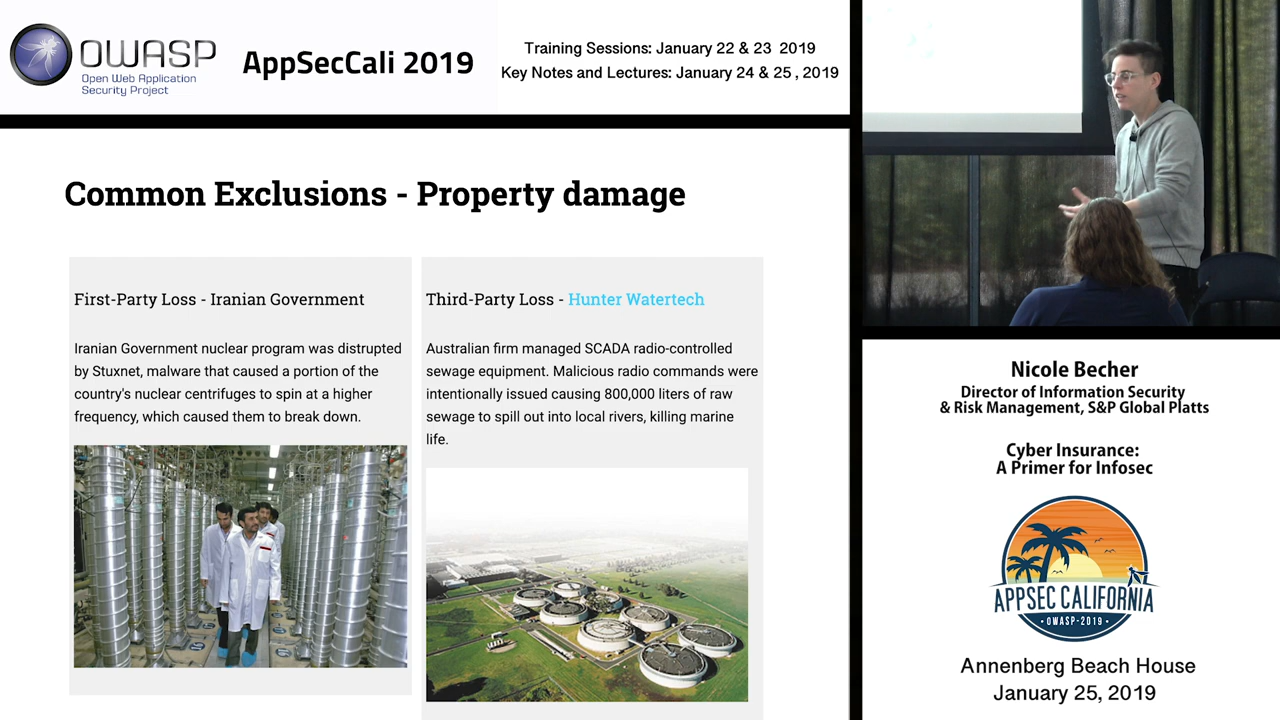 OWASP
Open Web Application
Security Project
AppSecCali 2019
Training Sessions: January 22 & 23 2019
Key Notes and Lectures: January 24 & 25 , 2019
Common Exclusions - Property damage
First-Party Loss - Iranian Government
Iranian Government nuclear program was distrupted
by Stuxnet, malware that caused a portion of the
country's nuclear centrifuges to spin at a higher
frequency, which caused them to break down.
Third-Party Loss - Hunter Watertech
Australian firm managed SCADA radio-controlled
sewage equipment. Malicious radio commands were
intentionally issued causing 800,000 liters of raw
sewage to spill out into local rivers, killing marine
life.
Nicole Becher
Director of Information Security
& Risk Management, S&P Global Platts
Cyber Insurance:
A Primer for Infosec
APPSEC CALIFORNIA
OWASP-2019
Annenberg Beach House
January 25, 2019